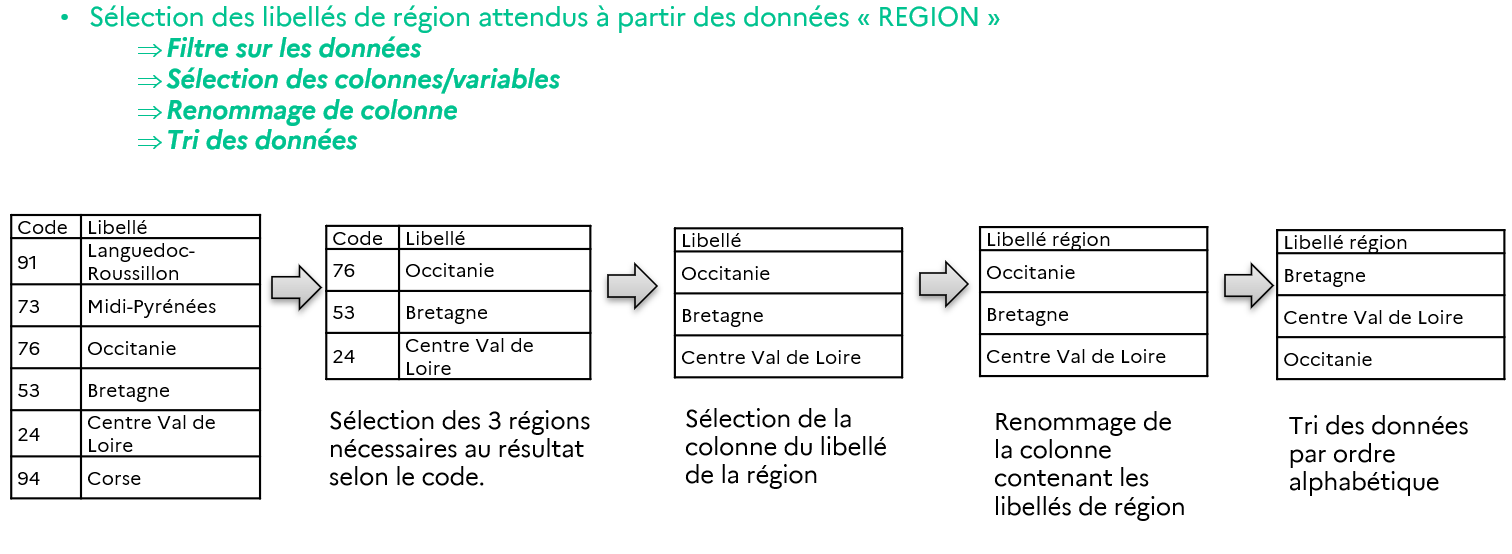 • Sélection des libellés de région attendus à partir des données « REGION »
⇒ Filtre sur les données
⇒ Sélection des colonnes/variables
⇒ Renommage de colonne
⇒ Tri des données
Code Libellé
91 Languedoc-
Roussillon
73 Midi-Pyrénées
76 Occitanie
53 Bretagne
24 Centre Val de
Loire
94 Corse
Code Libellé
76 Occitanie
53 Bretagne
24 Centre Val de
Loire
Sélection des 3 régions
nécessaires au résultat
selon le code.
Libellé
Occitanie
Bretagne
Centre Val de Loire
Sélection de la
colonne du libellé
de la région
Libellé région
Occitanie
Bretagne
Centre Val de Loire
Renommage de
la colonne
contenant les
libellés de région
Libellé région
Bretagne
Centre Val de Loire
Occitanie
Tri des données
par ordre
alphabétique